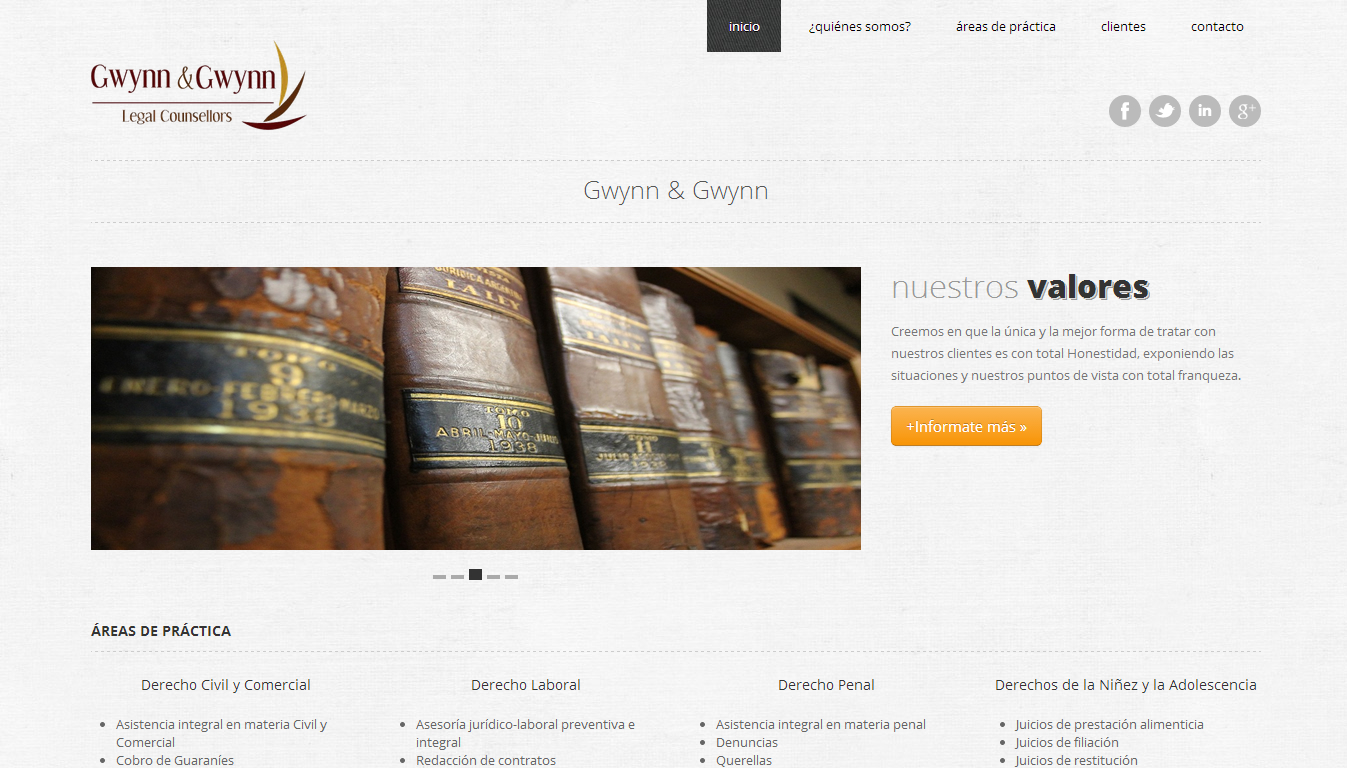 inicio ¿quiénes somos? áreas de práctica clientes contacto
Gwynn & Gwynn
Legal Counsellors
Gwynn & Gwynn
nuestros valores
Creemos en que la única y la mejor forma de tratar con
nuestros clientes es con total Honestidad, exponiendo las
situaciones y nuestros puntos de vista con total franqueza.
+Informate más »
LA LEY
TOMO
9
ENERO-FEBRERO-MARZO
1938
TOMO
10
ABRIL-MAYO-JUNIO
1938
11
1938
ÁREAS DE PRÁCTICA
Derecho Civil y Comercial
Asistencia integral en materia Civil y
Comercial
Cobro de Guaraníes
Derecho Laboral
Asesoría jurídico-laboral preventiva e
integral
Redacción de contratos
Derecho Penal
Asistencia integral en materia penal
Denuncias
Querellas
Derechos de la Niñez y la Adolescencia
Juicios de prestación alimenticia
Juicios de filiación
Juicios de restitución